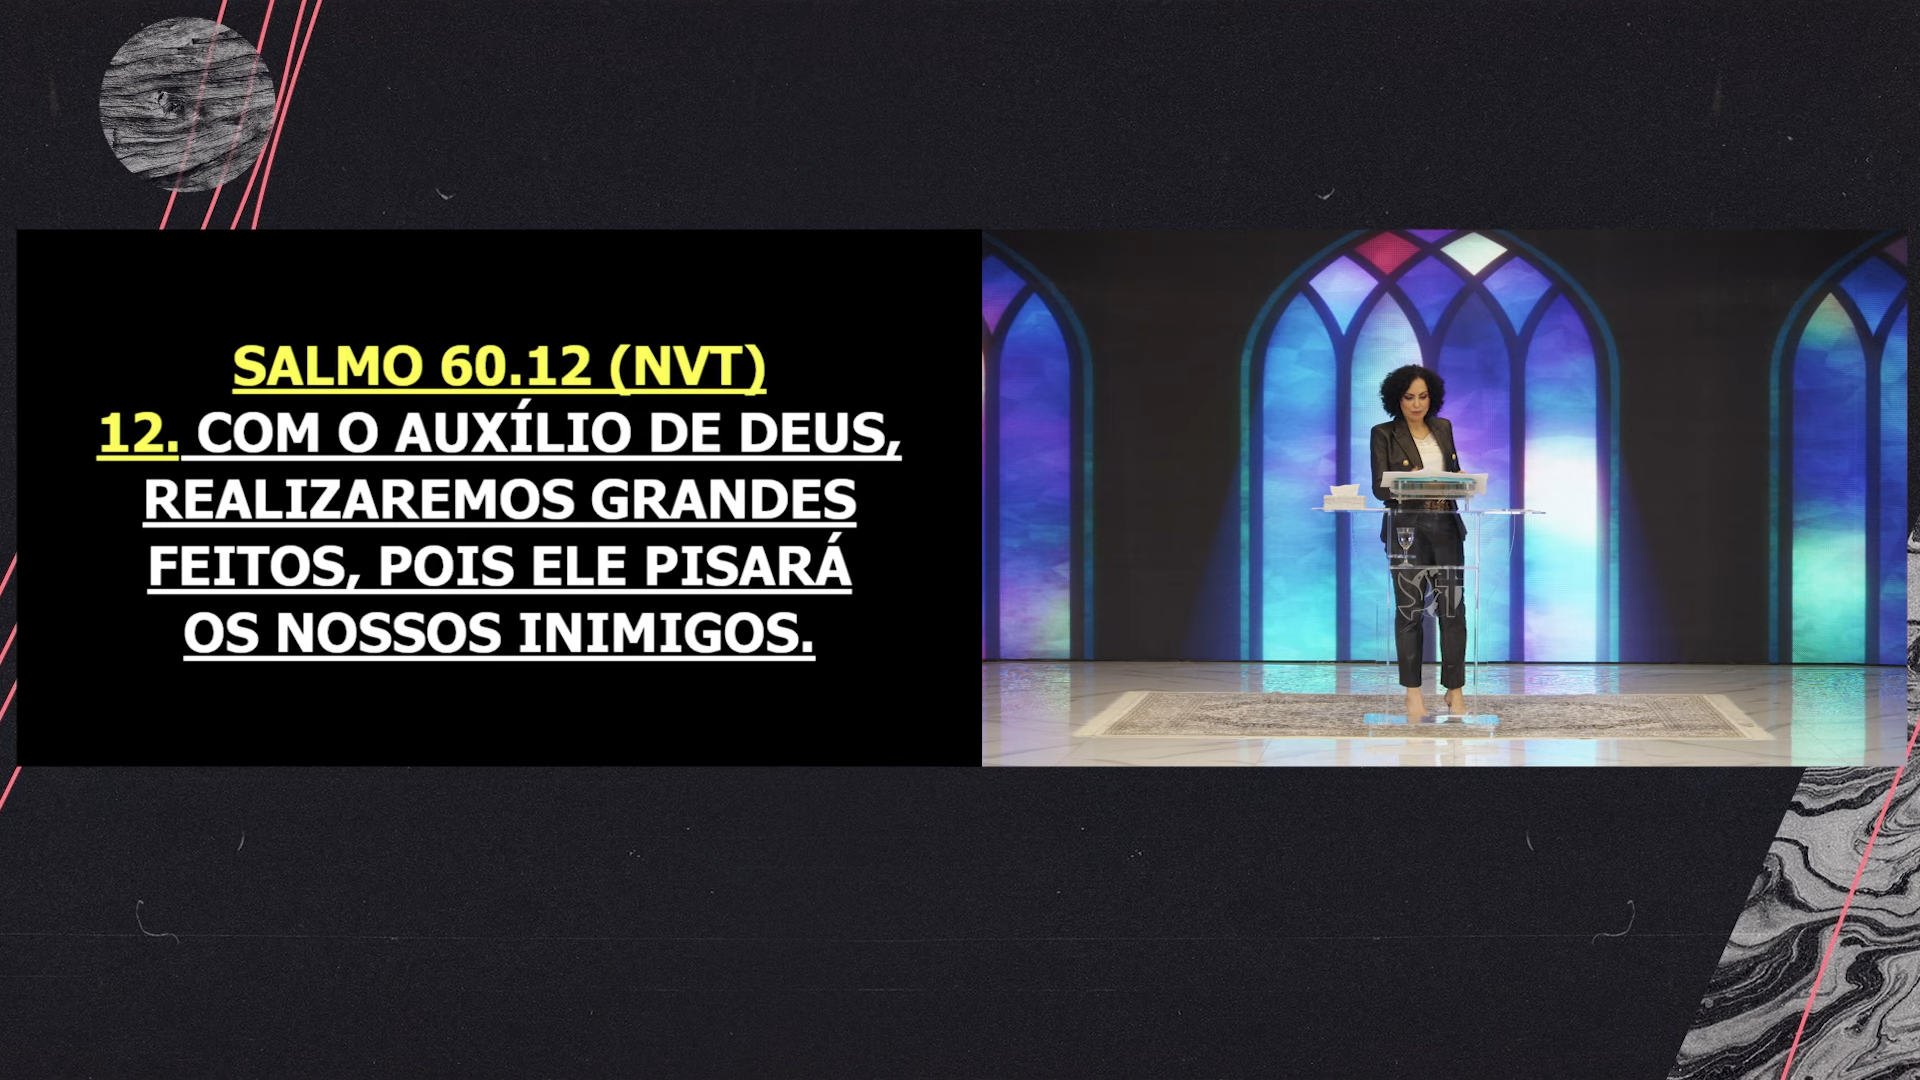 SALMO 60.12 (NVT)
12. COM O AUXÍLIO DE DEUS,
REALIZAREMOS GRANDES
FEITOS, POIS ELE PISARÁ
OS NOSSOS INIMIGOS.